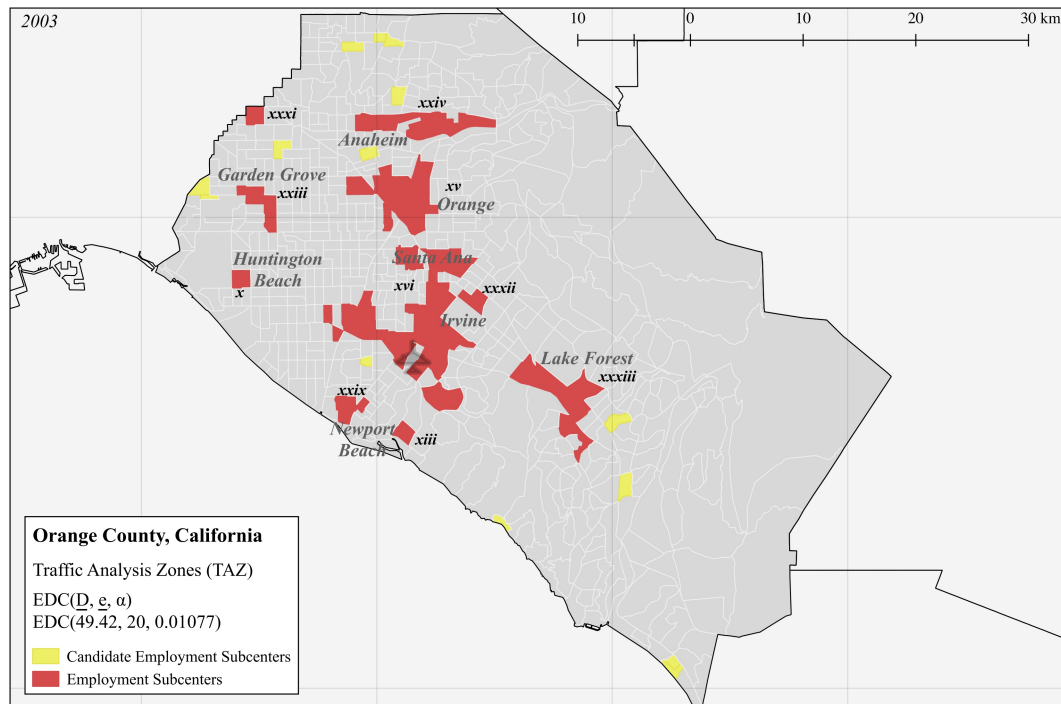 2003
10 0 10 20 30 km
xxxi
xxiv
Anaheim
Garden Grove
xxiii
xv
Orange
Huntington
Beach
x
Santa Ana
xvi
xxxii
Irvine
Lake Forest
xxxiii
xxix
Newport
Beach
xiii
Orange County, California
Traffic Analysis Zones (TAZ)
EDC(D, e, α)
EDC(49.42, 20, 0.01077)
Candidate Employment Subcenters
Employment Subcenters